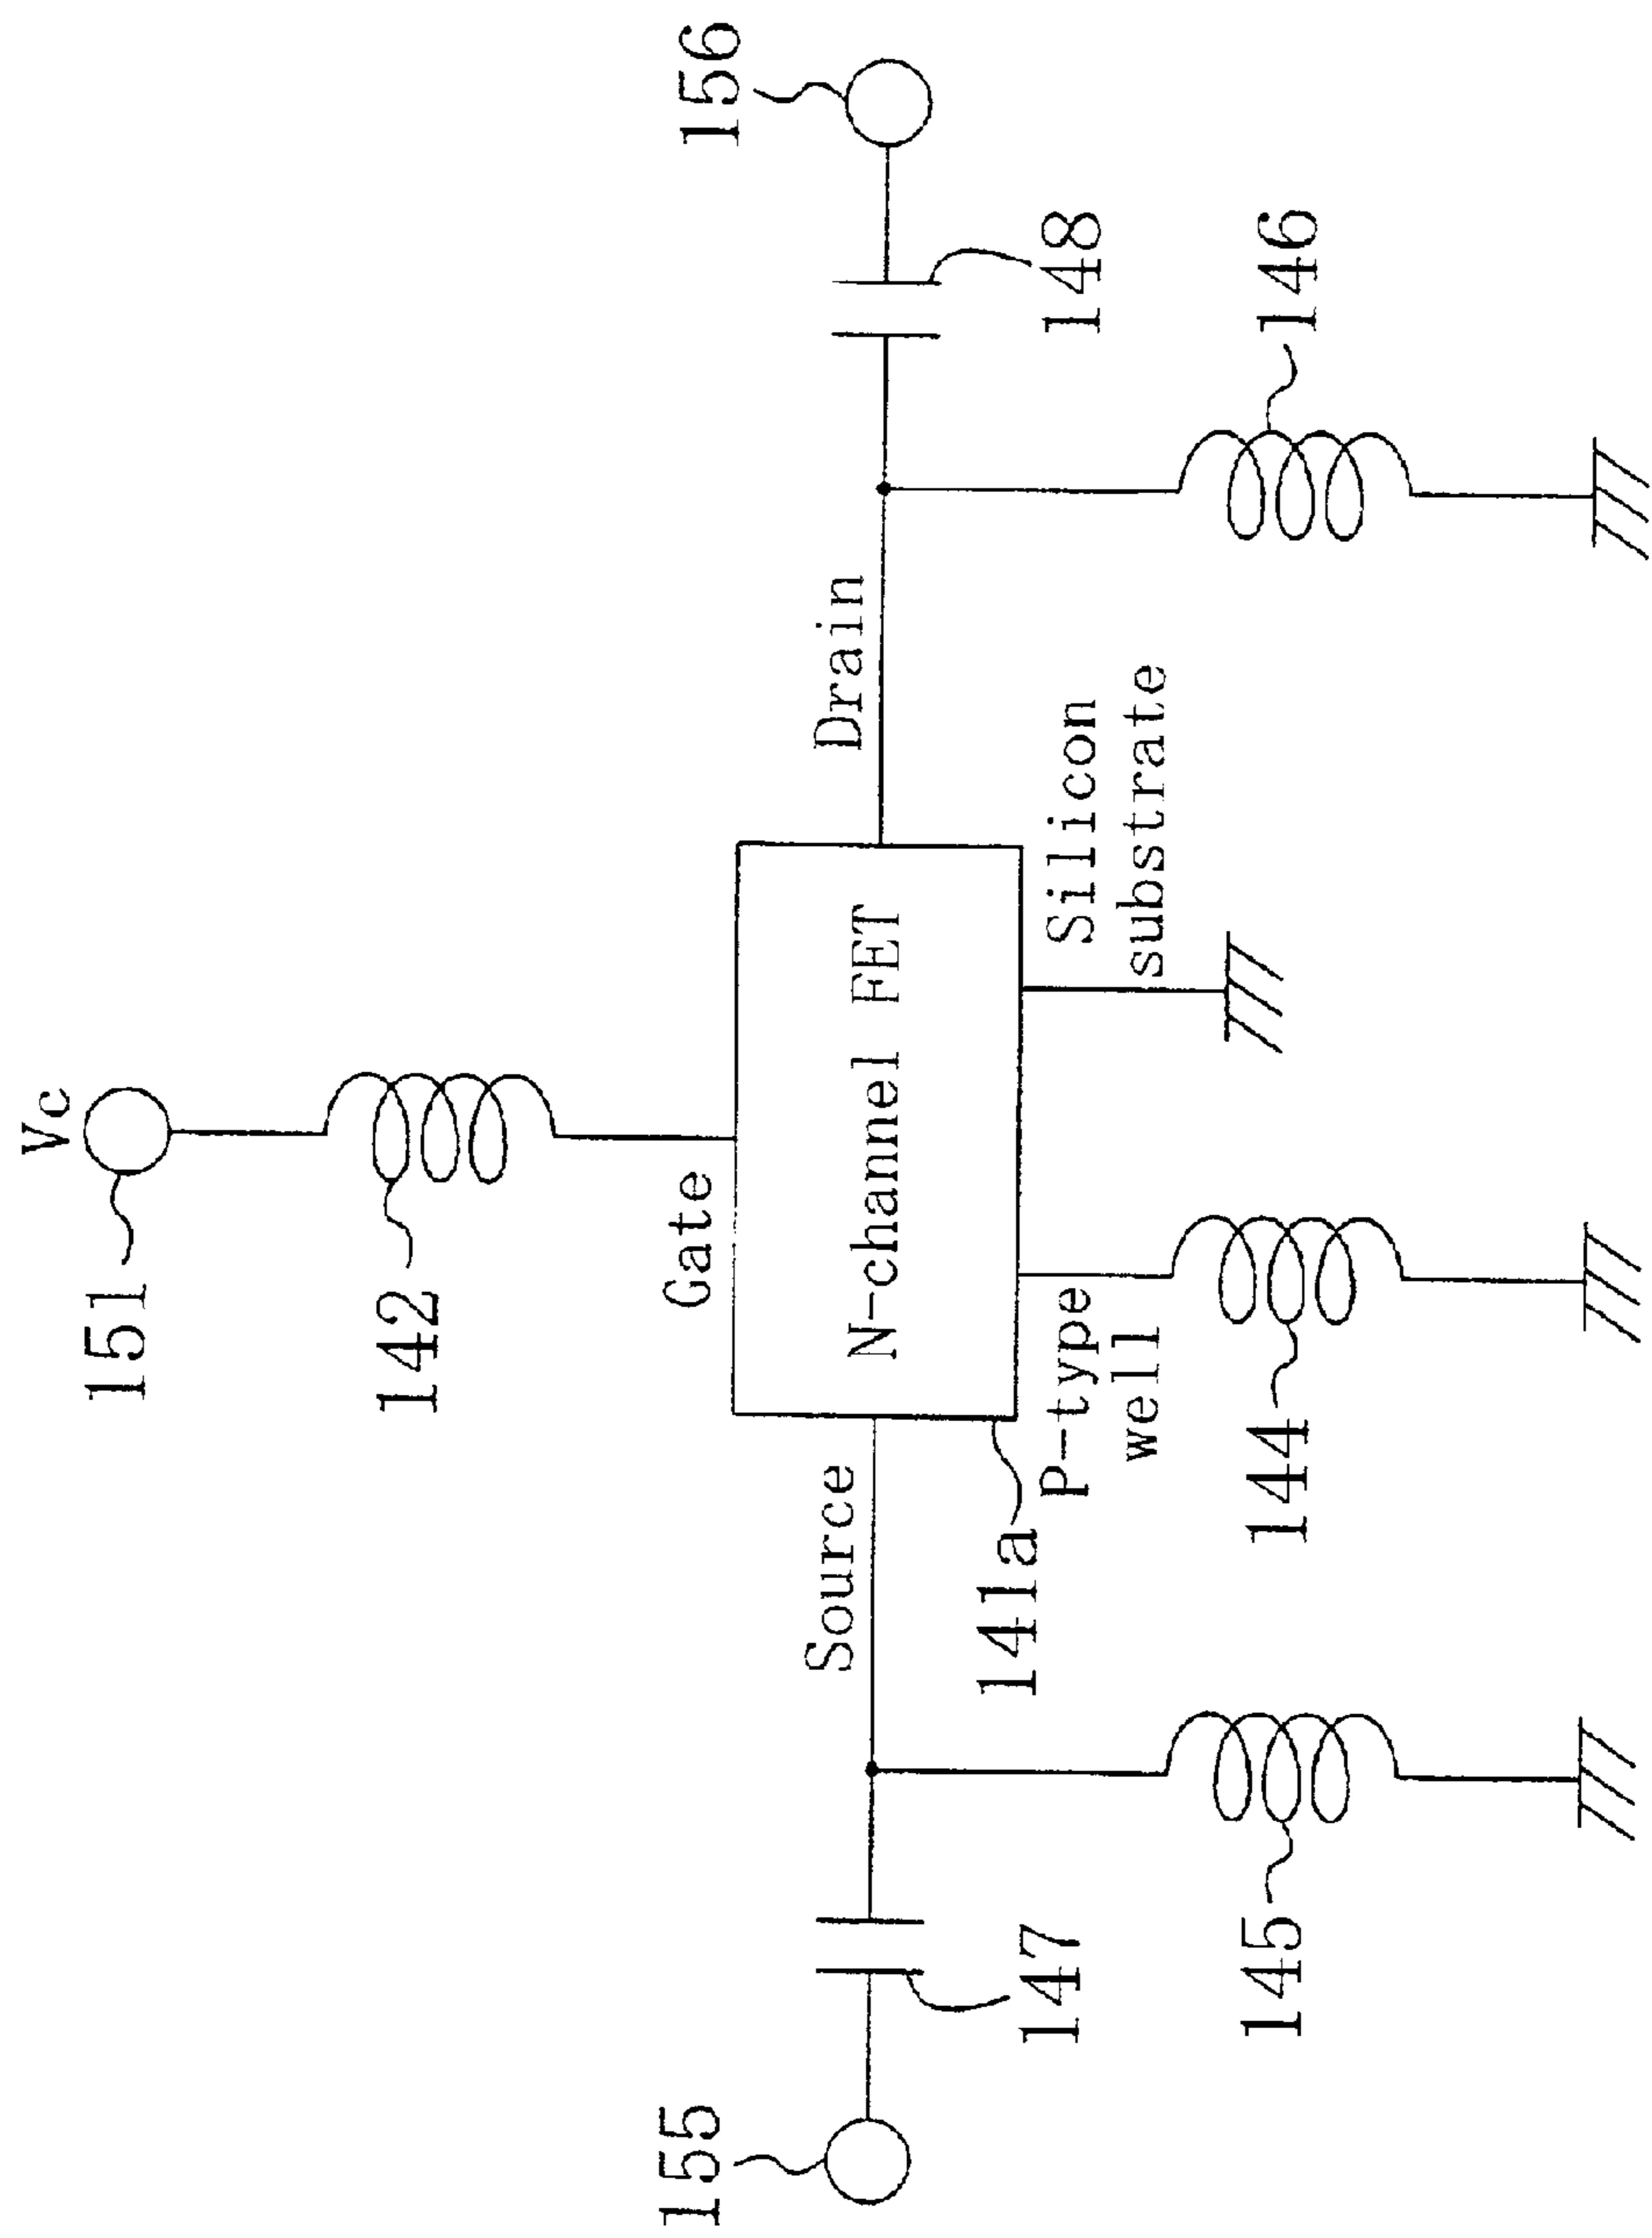 Vc
151
142
Gate
155
147
Source
N-channel FET
Drain
148
156
141a
P-type
well
Silicon
substrate
145
144
146